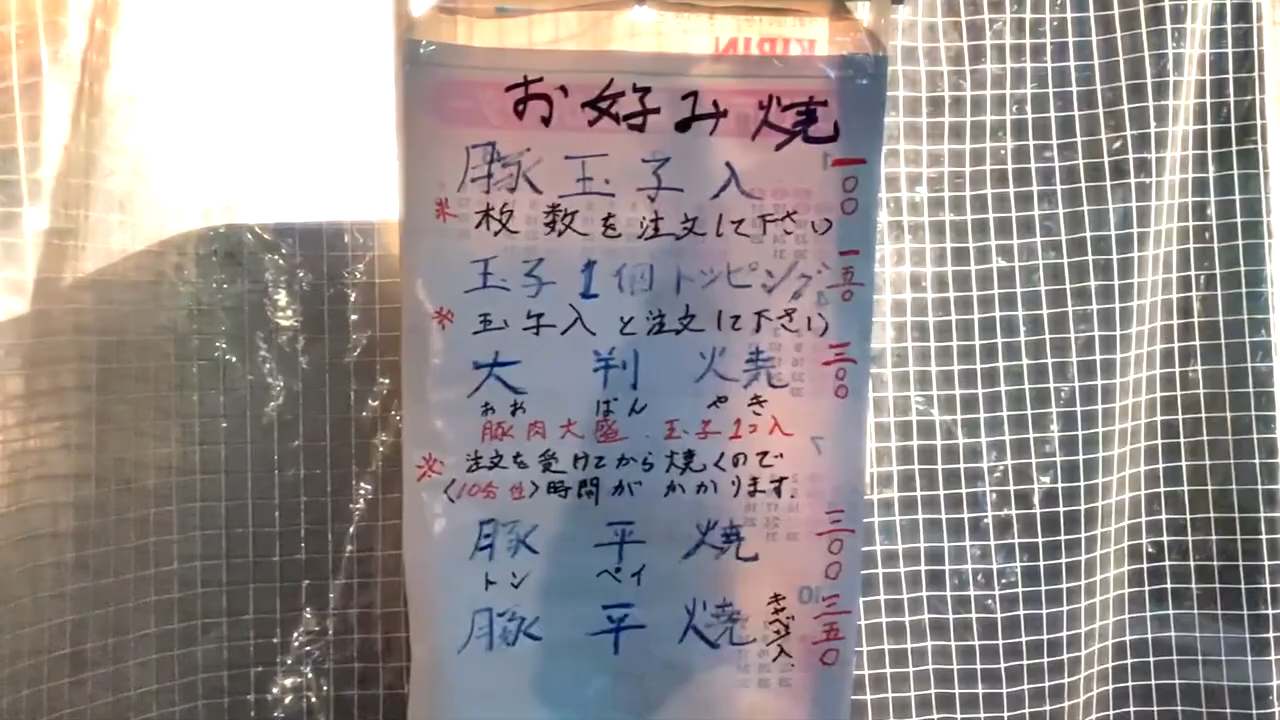 KIRIN
お好み焼
豚玉子入 一〇〇
※枚数を注文して下さい
玉子1個トッピング 一五〇
※玉子入と注文して下さい
大判焼 三〇〇
おおばんやき
豚肉大盛.玉子1コ入
※注文を受けてから焼くので
〈10分位〉時間がかかります.
豚平焼 三〇〇
トンペイ
豚平焼 キャベツ入 三五〇